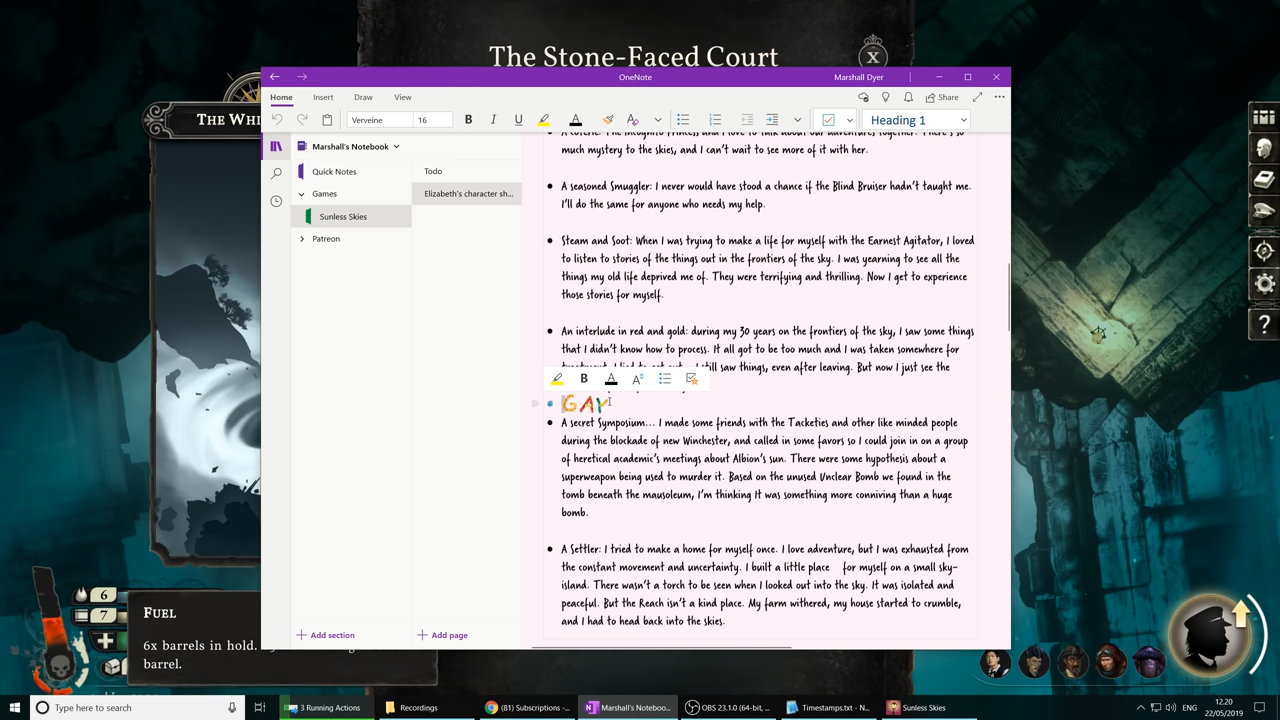 The Stone-Faced Court
X
OneNote
Marshall Dyer
THE WHI
Home Insert Draw View
Share
Verveine 16 B I U A A Heading 1
Marshall's Notebook
Quick Notes
Games
Sunless Skies
Patreon
Todo
Elizabeth's character sh...
much mystery to the skies, and I can't wait to see more of it with her.
A seasoned Smuggler: I never would have stood a chance if the Blind Bruiser hadn't taught me.
I'll do the same for anyone who needs my help.
Steam and Soot: When I was trying to make a life for myself with the Earnest Agitator, I loved
to listen to stories of the things out in the frontiers of the sky. I was yearning to see all the
things my old life deprived me of. They were terrifying and thrilling. Now I get to experience
those stories for myself.
An interlude in red and gold: during my 30 years on the frontiers of the sky, I saw some things
that I didn't know how to process. It all got to be too much and I was taken somewhere for
still saw things, even after leaving. But now I just see the
B A A
GAY
A secret Symposium... I made some friends with the Tacketies and other like minded people
during the blockade of new Winchester, and called in some favors so I could join in on a group
of heretical academic's meetings about Albion's sun. There were some hypothesis about a
superweapon being used to murder it. Based on the unused Unclear Bomb we found in the
tomb beneath the mausoleum, I'm thinking It was something more conniving than a huge
bomb.
A Settler: I tried to make a home for myself once. I love adventure, but I was exhausted from
the constant movement and uncertainty. I built a little place for myself on a small sky-
island. There wasn't a torch to be seen when I looked out into the sky. It was isolated and
peaceful. But the Reach isn't a kind place. My farm withered, my house started to crumble,
and I had to head back into the skies.
Add section
Add page
6
7
FUEL
6x barrels in hold.
barrel.
?
Type here to search
3 Running Actions
Recordings
(81) Subscriptions -...
Marshall's Noteboo...
OBS 23.1.0 (64-bit, ...
Timestamps.txt - N...
Sunless Skies
ENG
12.20
22/05/2019